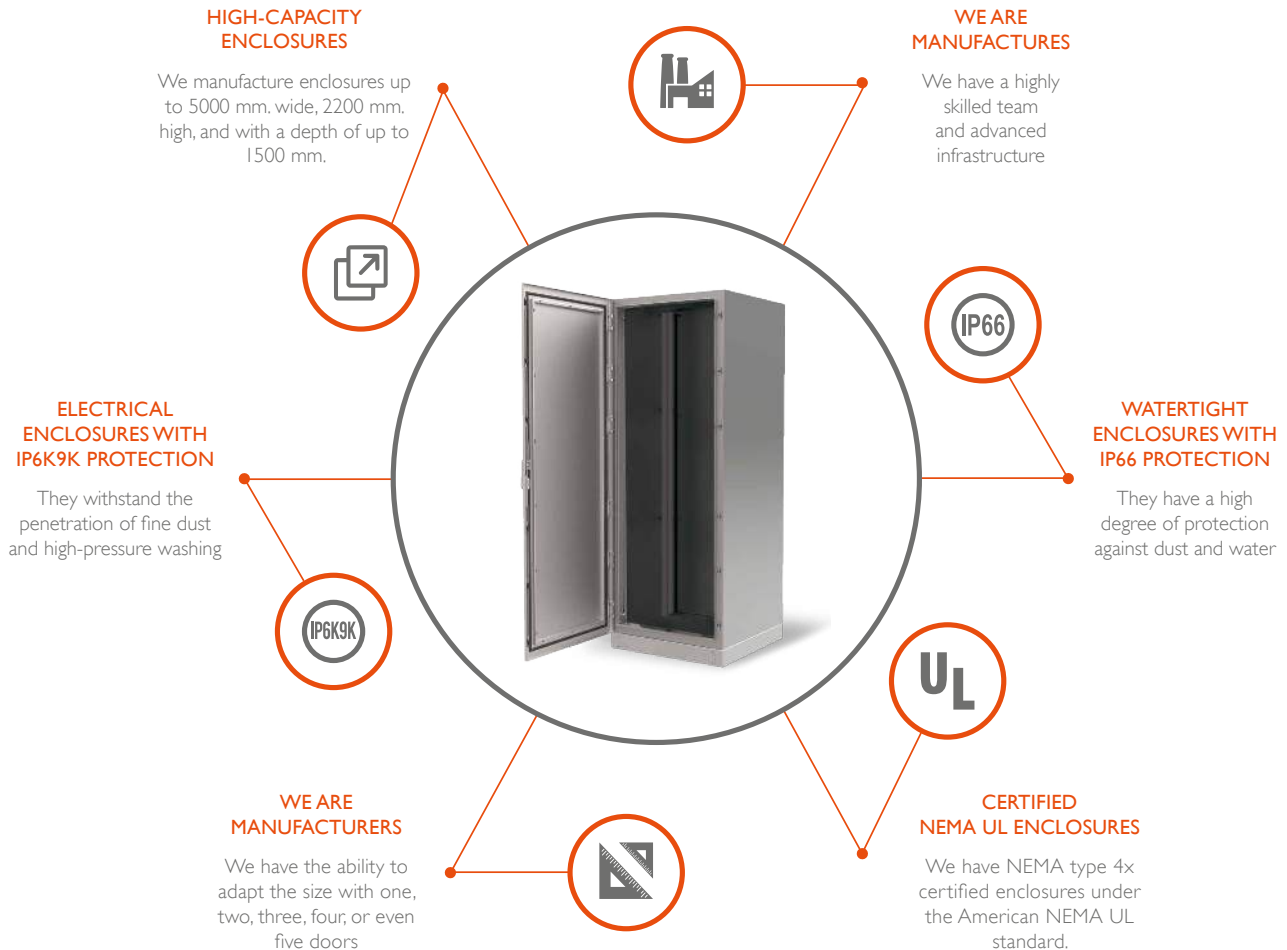 HIGH-CAPACITY
ENCLOSURES
We manufacture enclosures up
to 5000 mm. wide, 2200 mm.
high, and with a depth of up to
1500 mm.
WE ARE
MANUFACTURES
We have a highly
skilled team
and advanced
infrastructure
IP66
ELECTRICAL
ENCLOSURES WITH
IP6K9K PROTECTION
They withstand the
penetration of fine dust
and high-pressure washing
IP6K9K
WATERTIGHT
ENCLOSURES WITH
IP66 PROTECTION
They have a high
degree of protection
against dust and water
UL
WE ARE
MANUFACTURERS
We have the ability to
adapt the size with one,
two, three, four, or even
five doors
CERTIFIED
NEMA UL ENCLOSURES
We have NEMA type 4x
certified enclosures under
the American NEMA UL
standard.